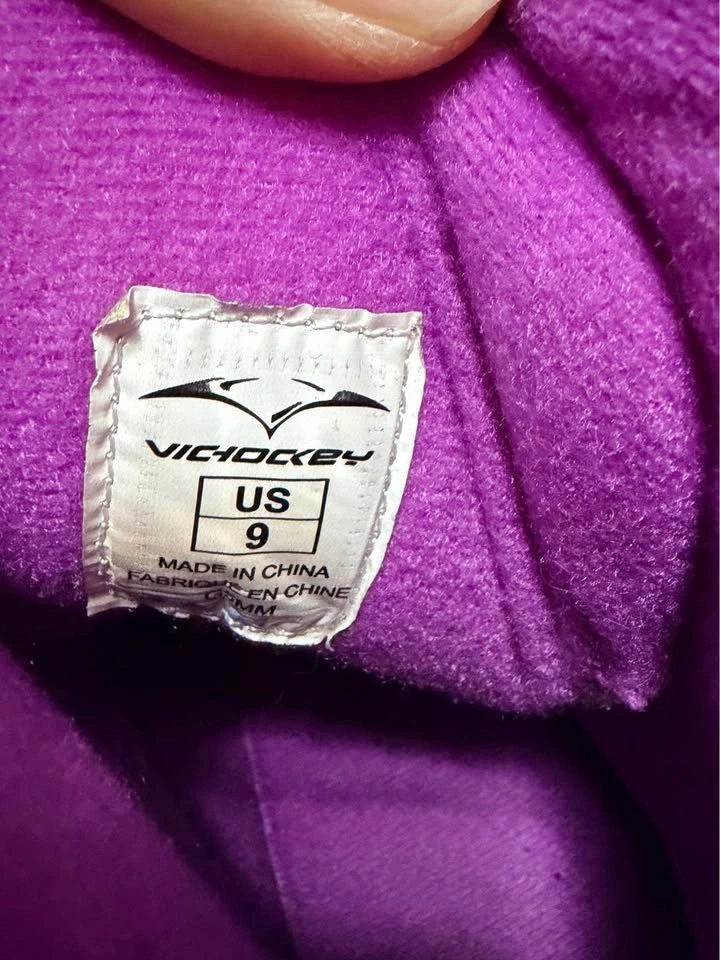 VICHOCKEY
US
9
MADE IN CHINA
FABRIQUE EN CHINE